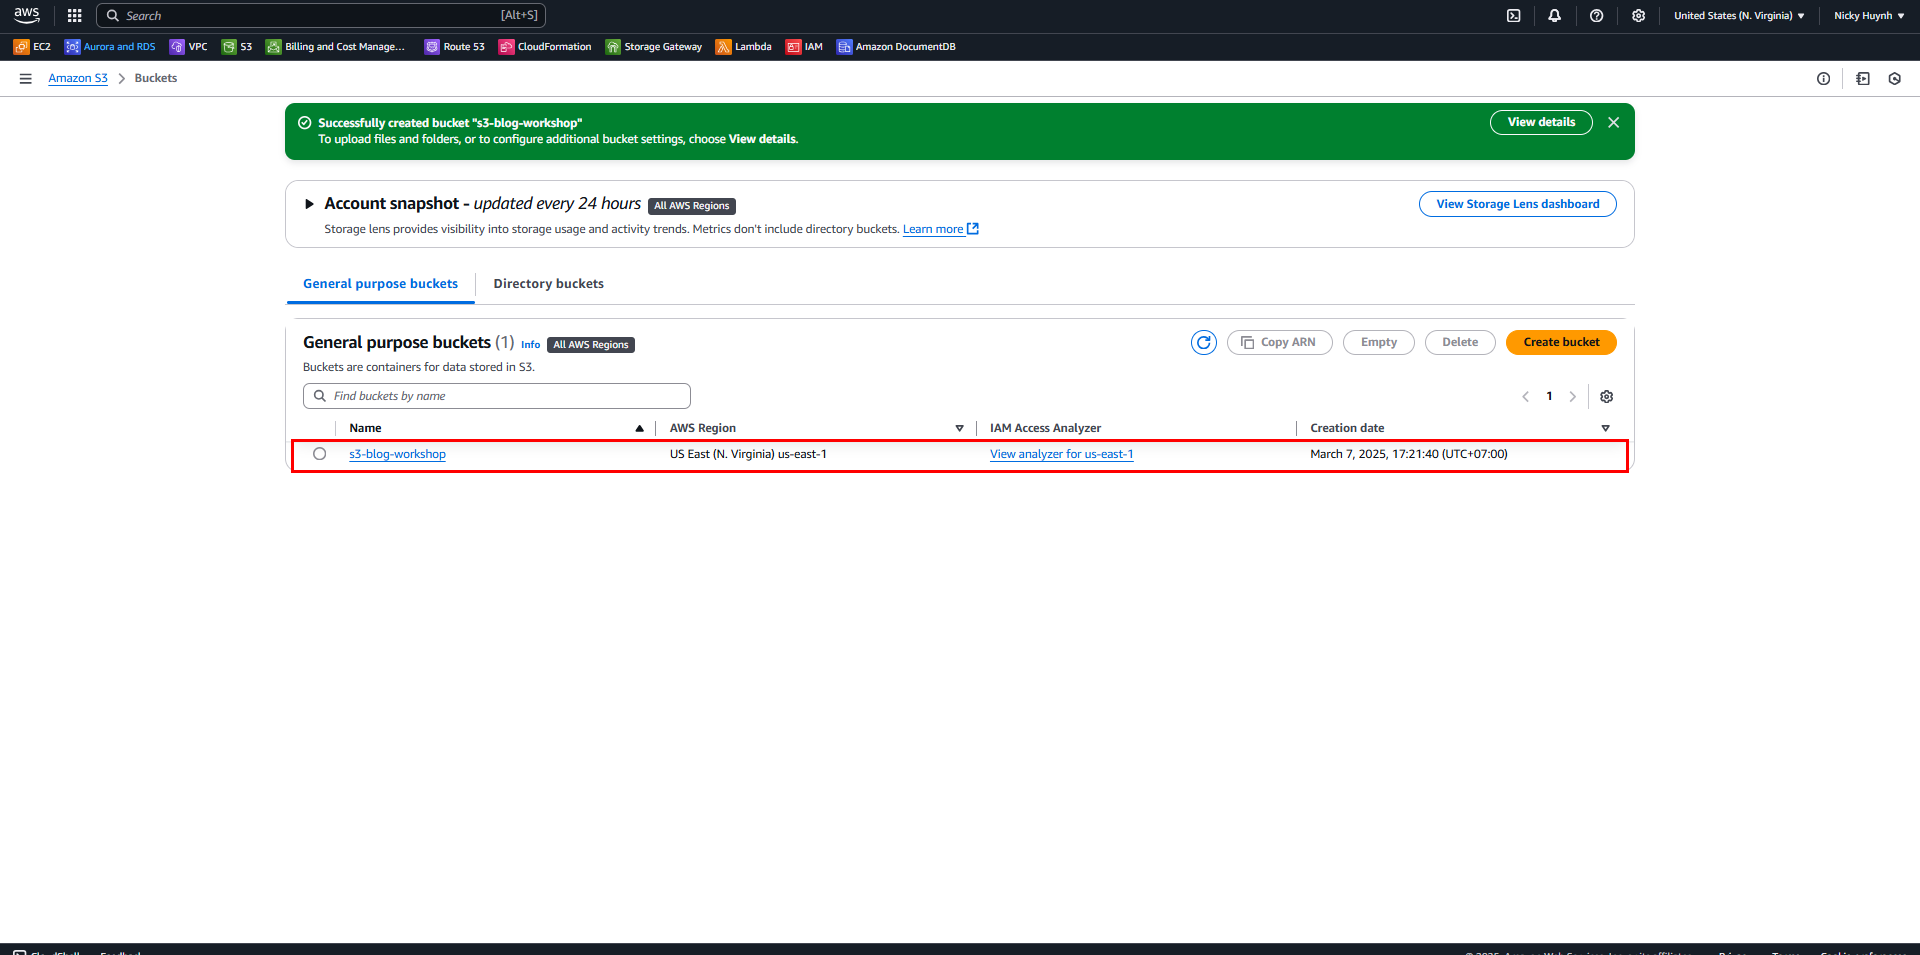 aws Search [Alt+S] United States (N. Virginia) Nicky Huynh
EC2 Aurora and RDS VPC S3 Billing and Cost Manage... Route 53 CloudFormation Storage Gateway Lambda IAM Amazon DocumentDB
Amazon S3 Buckets
Successfully created bucket "s3-blog-workshop" View details
To upload files and folders, or to configure additional bucket settings, choose View details.
Account snapshot - updated every 24 hours All AWS Regions View Storage Lens dashboard
Storage lens provides visibility into storage usage and activity trends. Metrics don't include directory buckets. Learn more
General purpose buckets Directory buckets
General purpose buckets (1) Info All AWS Regions Copy ARN Empty Delete Create bucket
Buckets are containers for data stored in S3.
Find buckets by name 1
Name AWS Region IAM Access Analyzer Creation date
s3-blog-workshop US East (N. Virginia) us-east-1 View analyzer for us-east-1 March 7, 2025, 17:21:40 (UTC+07:00)